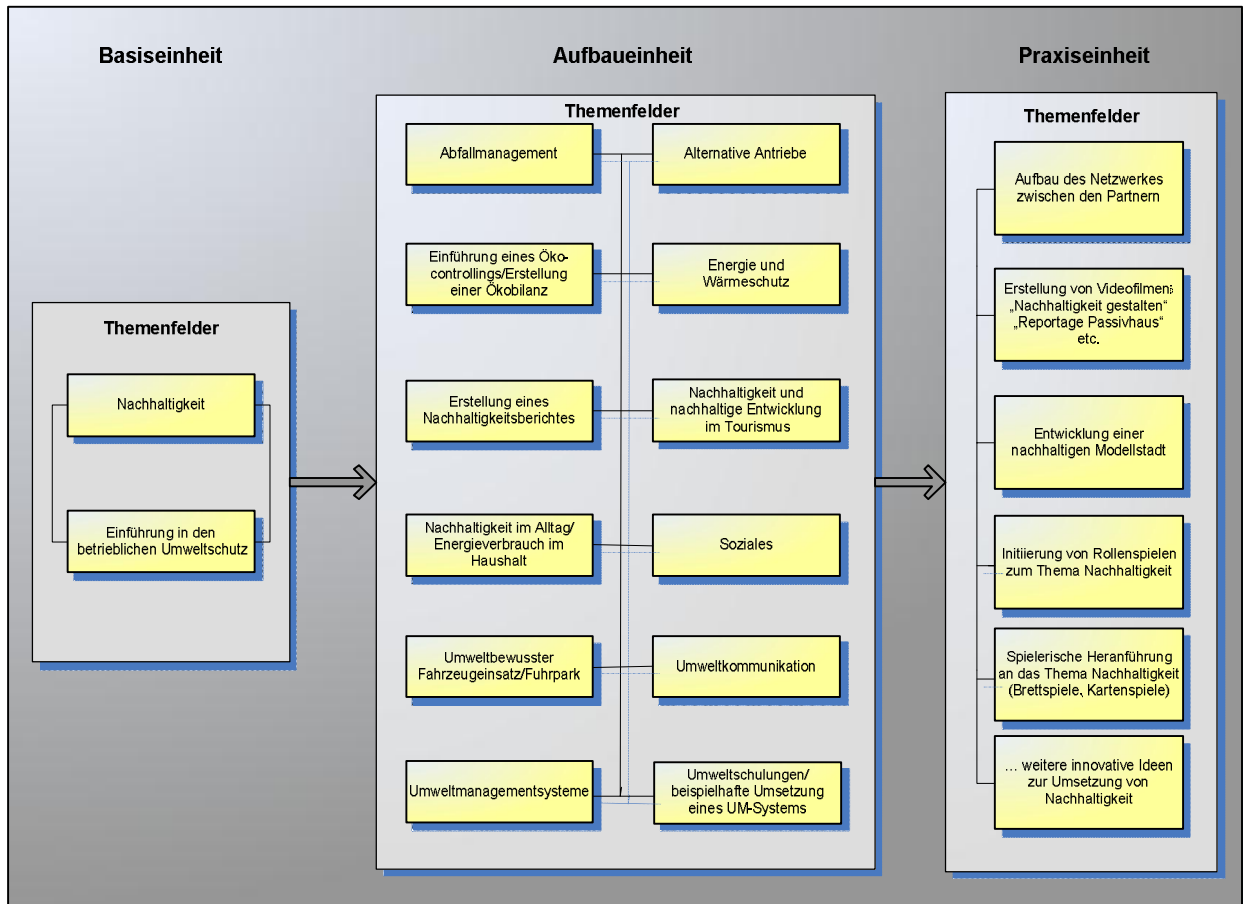 Basiseinheit
Themenfelder
Nachhaltigkeit
Einführung in den
betrieblichen Umweltschutz
Aufbaueinheit
Themenfelder
Abfallmanagement
Alternative Antriebe
Einführung eines Öko-
controllings/Erstellung
einer Ökobilanz
Energie und
Wärmeschutz
Erstellung eines
Nachhaltigkeitsberichtes
Nachhaltigkeit und
nachhaltige Entwicklung
im Tourismus
Nachhaltigkeit im Alltag/
Energieverbrauch im
Haushalt
Soziales
Umweltbewusster
Fahrzeugeinsatz/Fuhrpark
Umweltkommunikation
Umweltmanagementsysteme
Umweltschulungen/
beispielhafte Umsetzung
eines UM-Systems
Praxiseinheit
Themenfelder
Aufbau des Netzwerkes
zwischen den Partnern
Erstellung von Videofilmen:
„Nachhaltigkeit gestalten“
„Reportage Passivhaus“
etc.
Entwicklung einer
nachhaltigen Modellstadt
Initiierung von Rollenspielen
zum Thema Nachhaltigkeit
Spielerische Heranführung
an das Thema Nachhaltigkeit
(Brettspiele, Kartenspiele)
... weitere innovative Ideen
zur Umsetzung von
Nachhaltigkeit